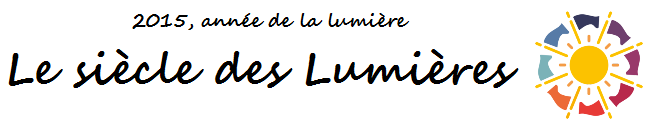 2015, année de la lumière
Le siècle des Lumières